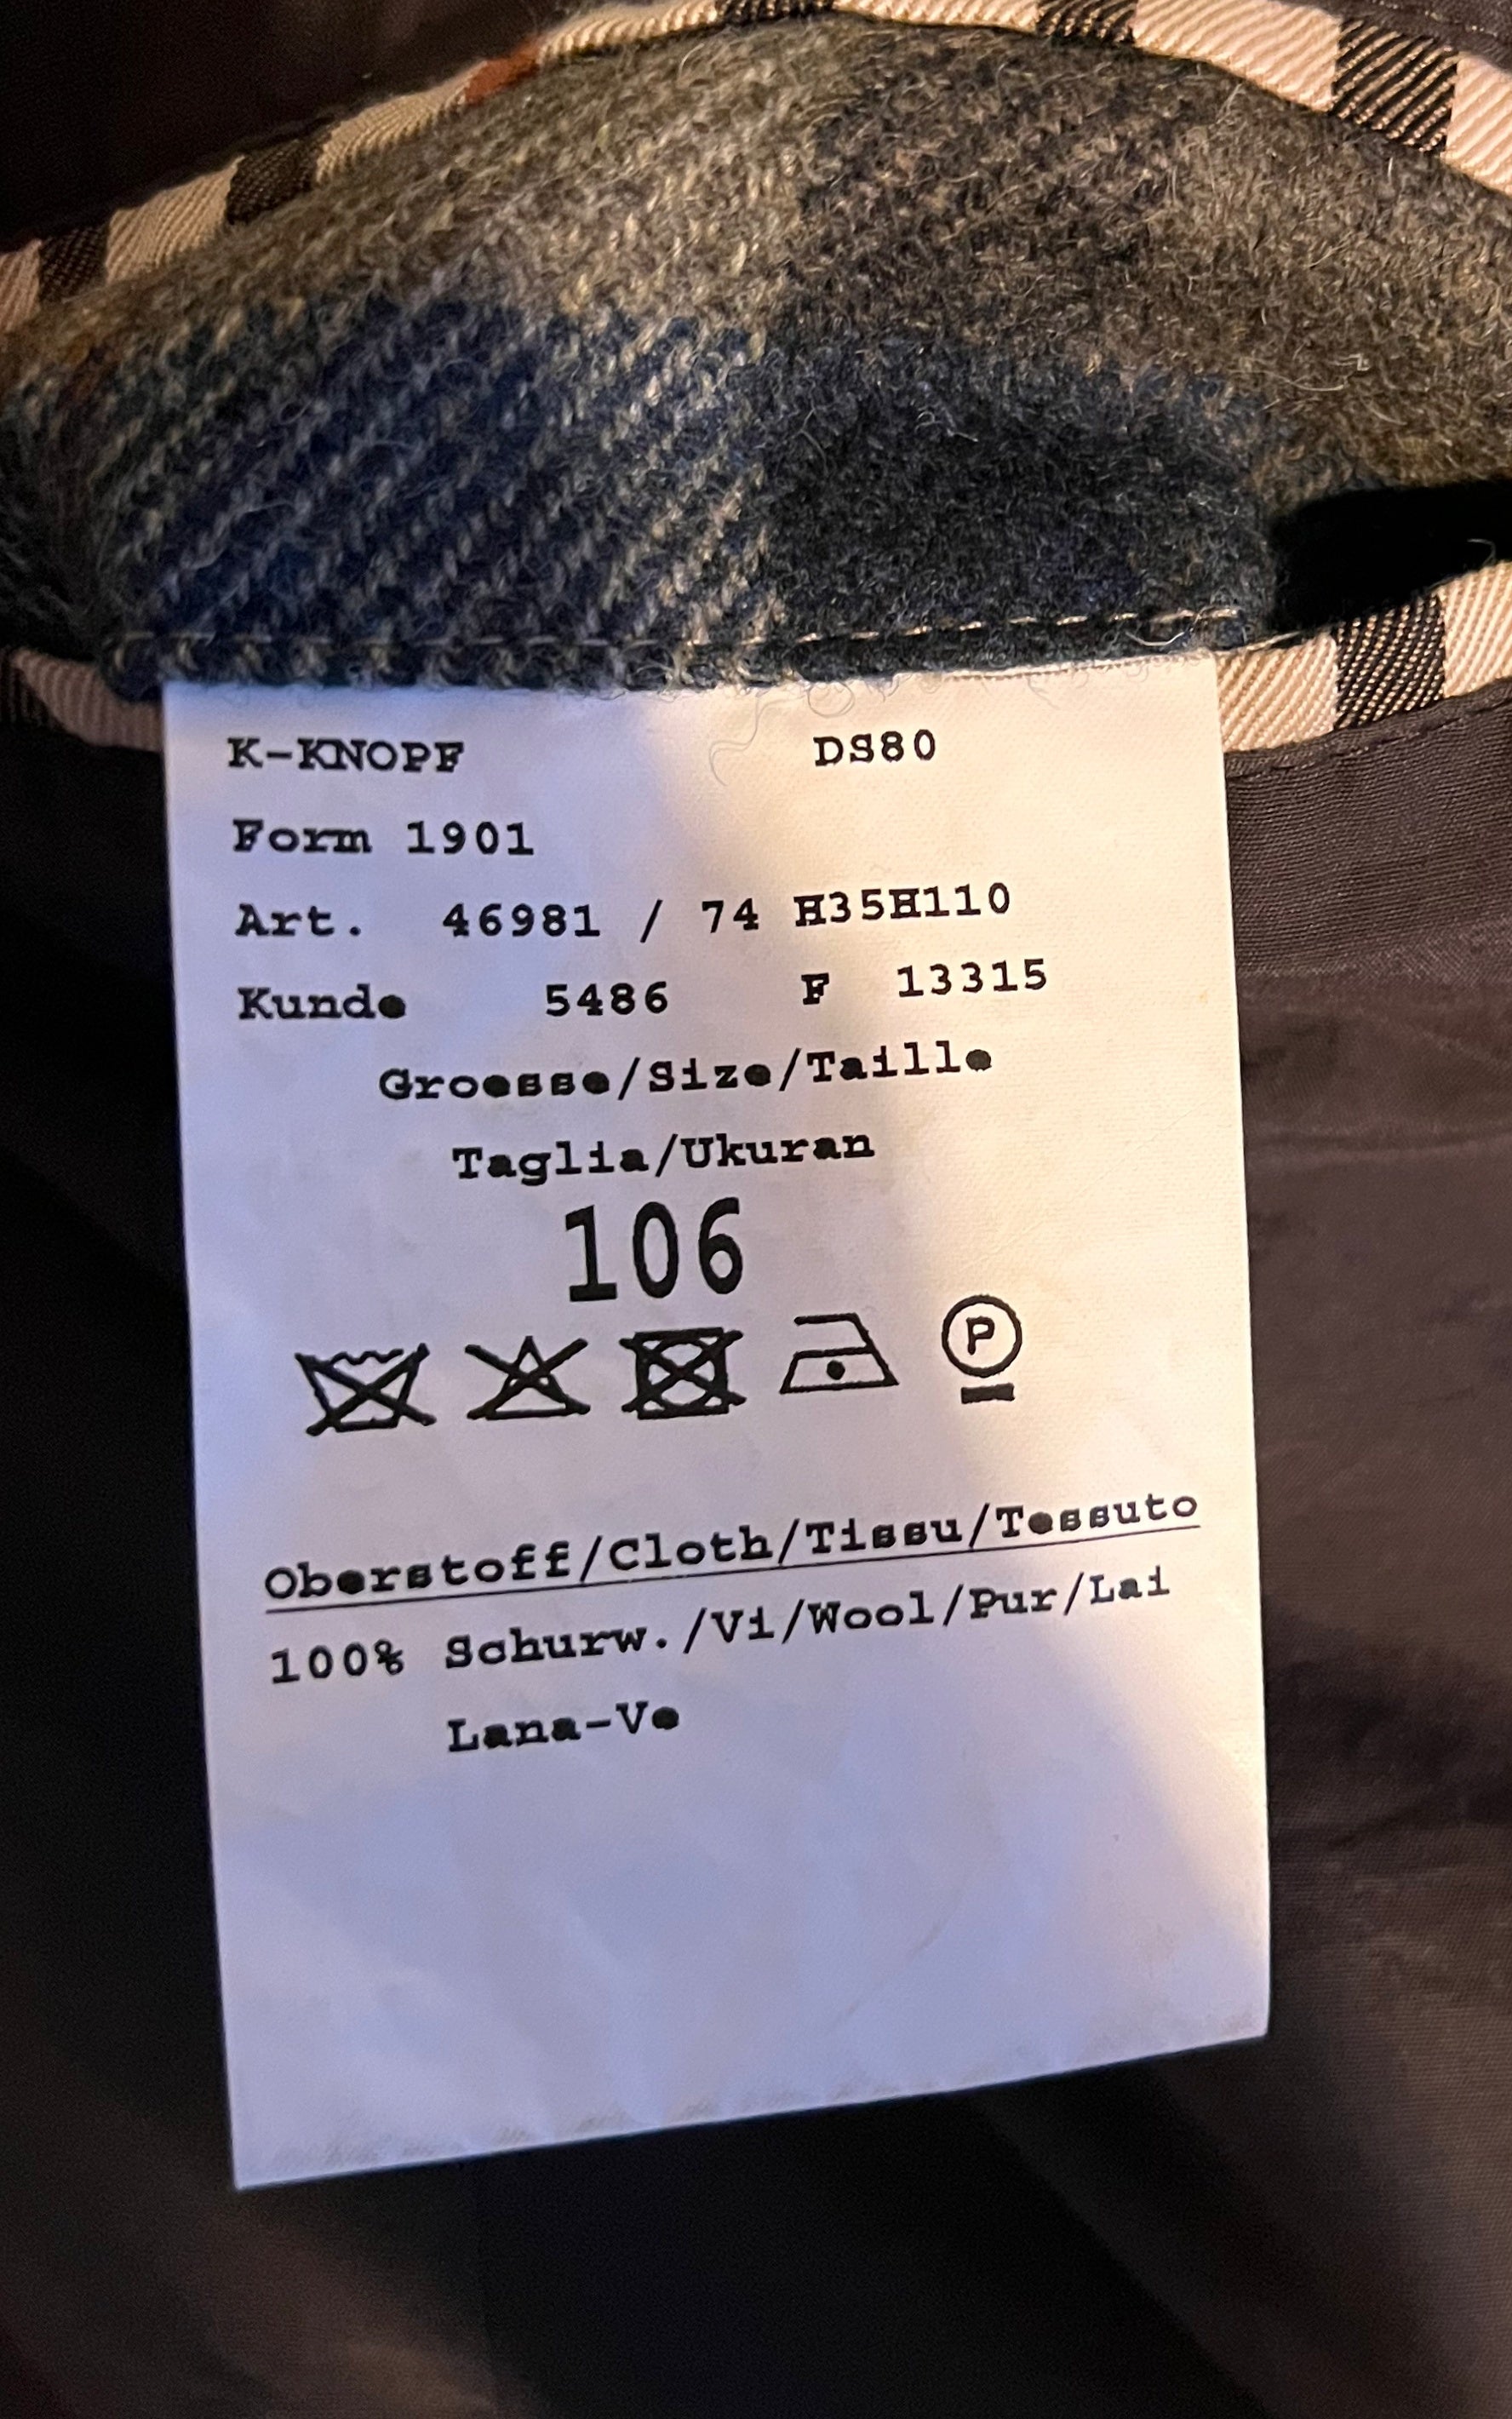 K-KNOPF DS80
Form 1901
Art. 46981 / 74 H35H110
Kunde 5486 F 13315
Groesse/Size/Taille
Taglia/Ukuran
106
P
Oberstoff/Cloth/Tissu/Tessuto
100% Schurw./Vi/Wool/Pur/Lai
Lana-Ve